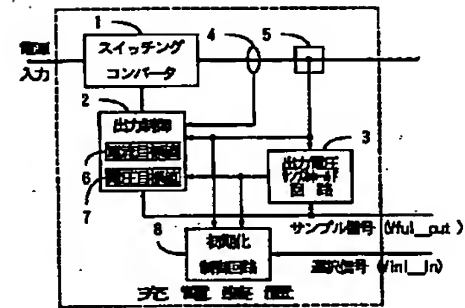 1
4
5
電源
入力
スイッチング
コンバータ
2
出力制御
3
6
電流目標値
7
電圧目標値
出力電圧
サンプルホールド
回路
サンプル信号 (Vful_out)
8
初期化
制御回路
選択信号 (Vini_in)
充電装置